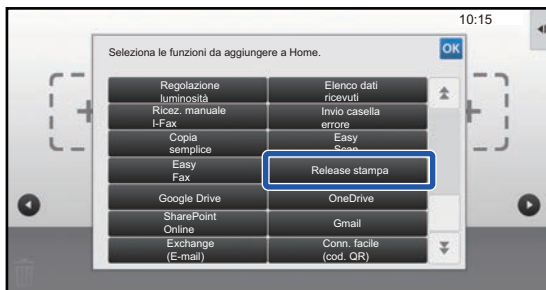 10:15
Seleziona le funzioni da aggiungere a Home.
OK
Regolazione
luminosità
Elenco dati
ricevuti
Ricez. manuale
I-Fax
Invio casella
errore
Copia
semplice
Easy
Scan
Easy
Fax
Release stampa
Google Drive
OneDrive
SharePoint
Online
Gmail
Exchange
(E-mail)
Conn. facile
(cod. QR)